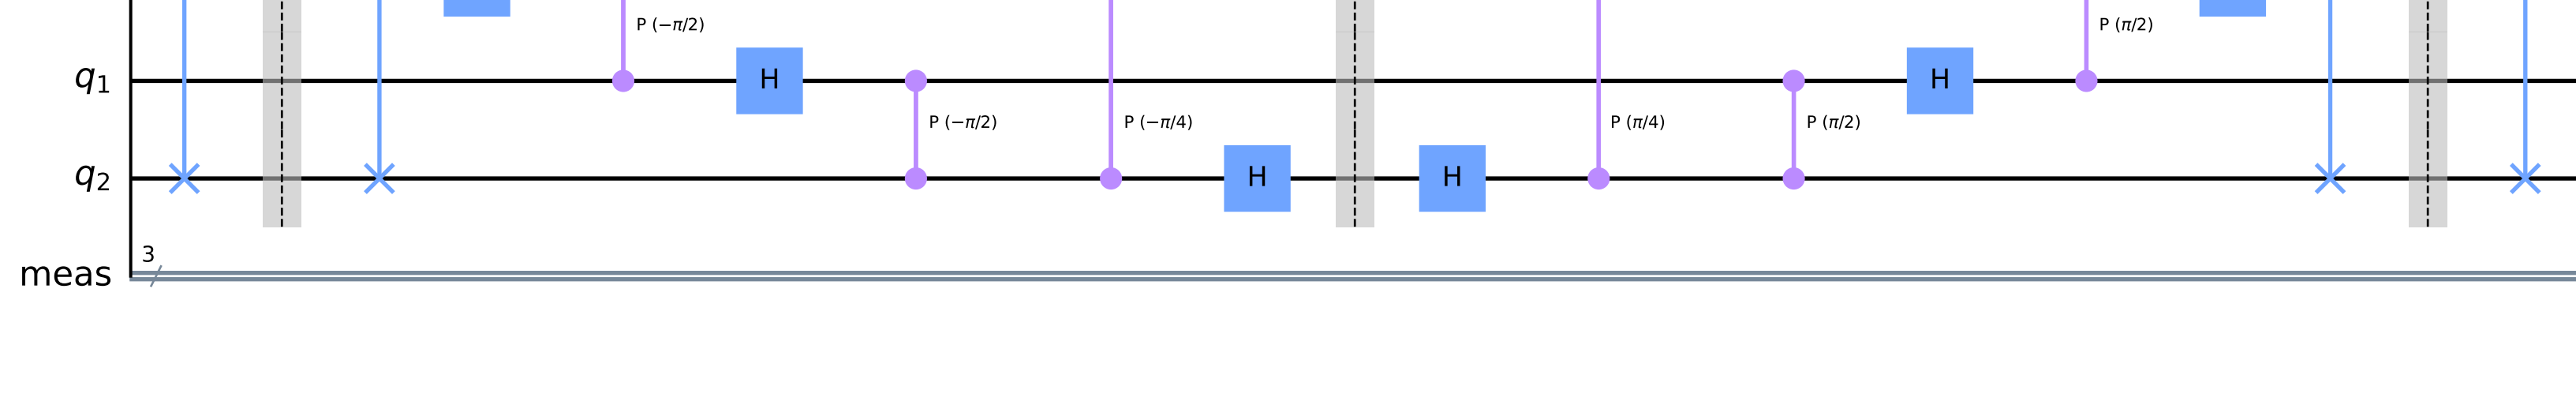 P (−π/2) P (π/2)
q1 H H
P (−π/2) P (−π/4) P (π/4) P (π/2)
q2 H H
3
meas